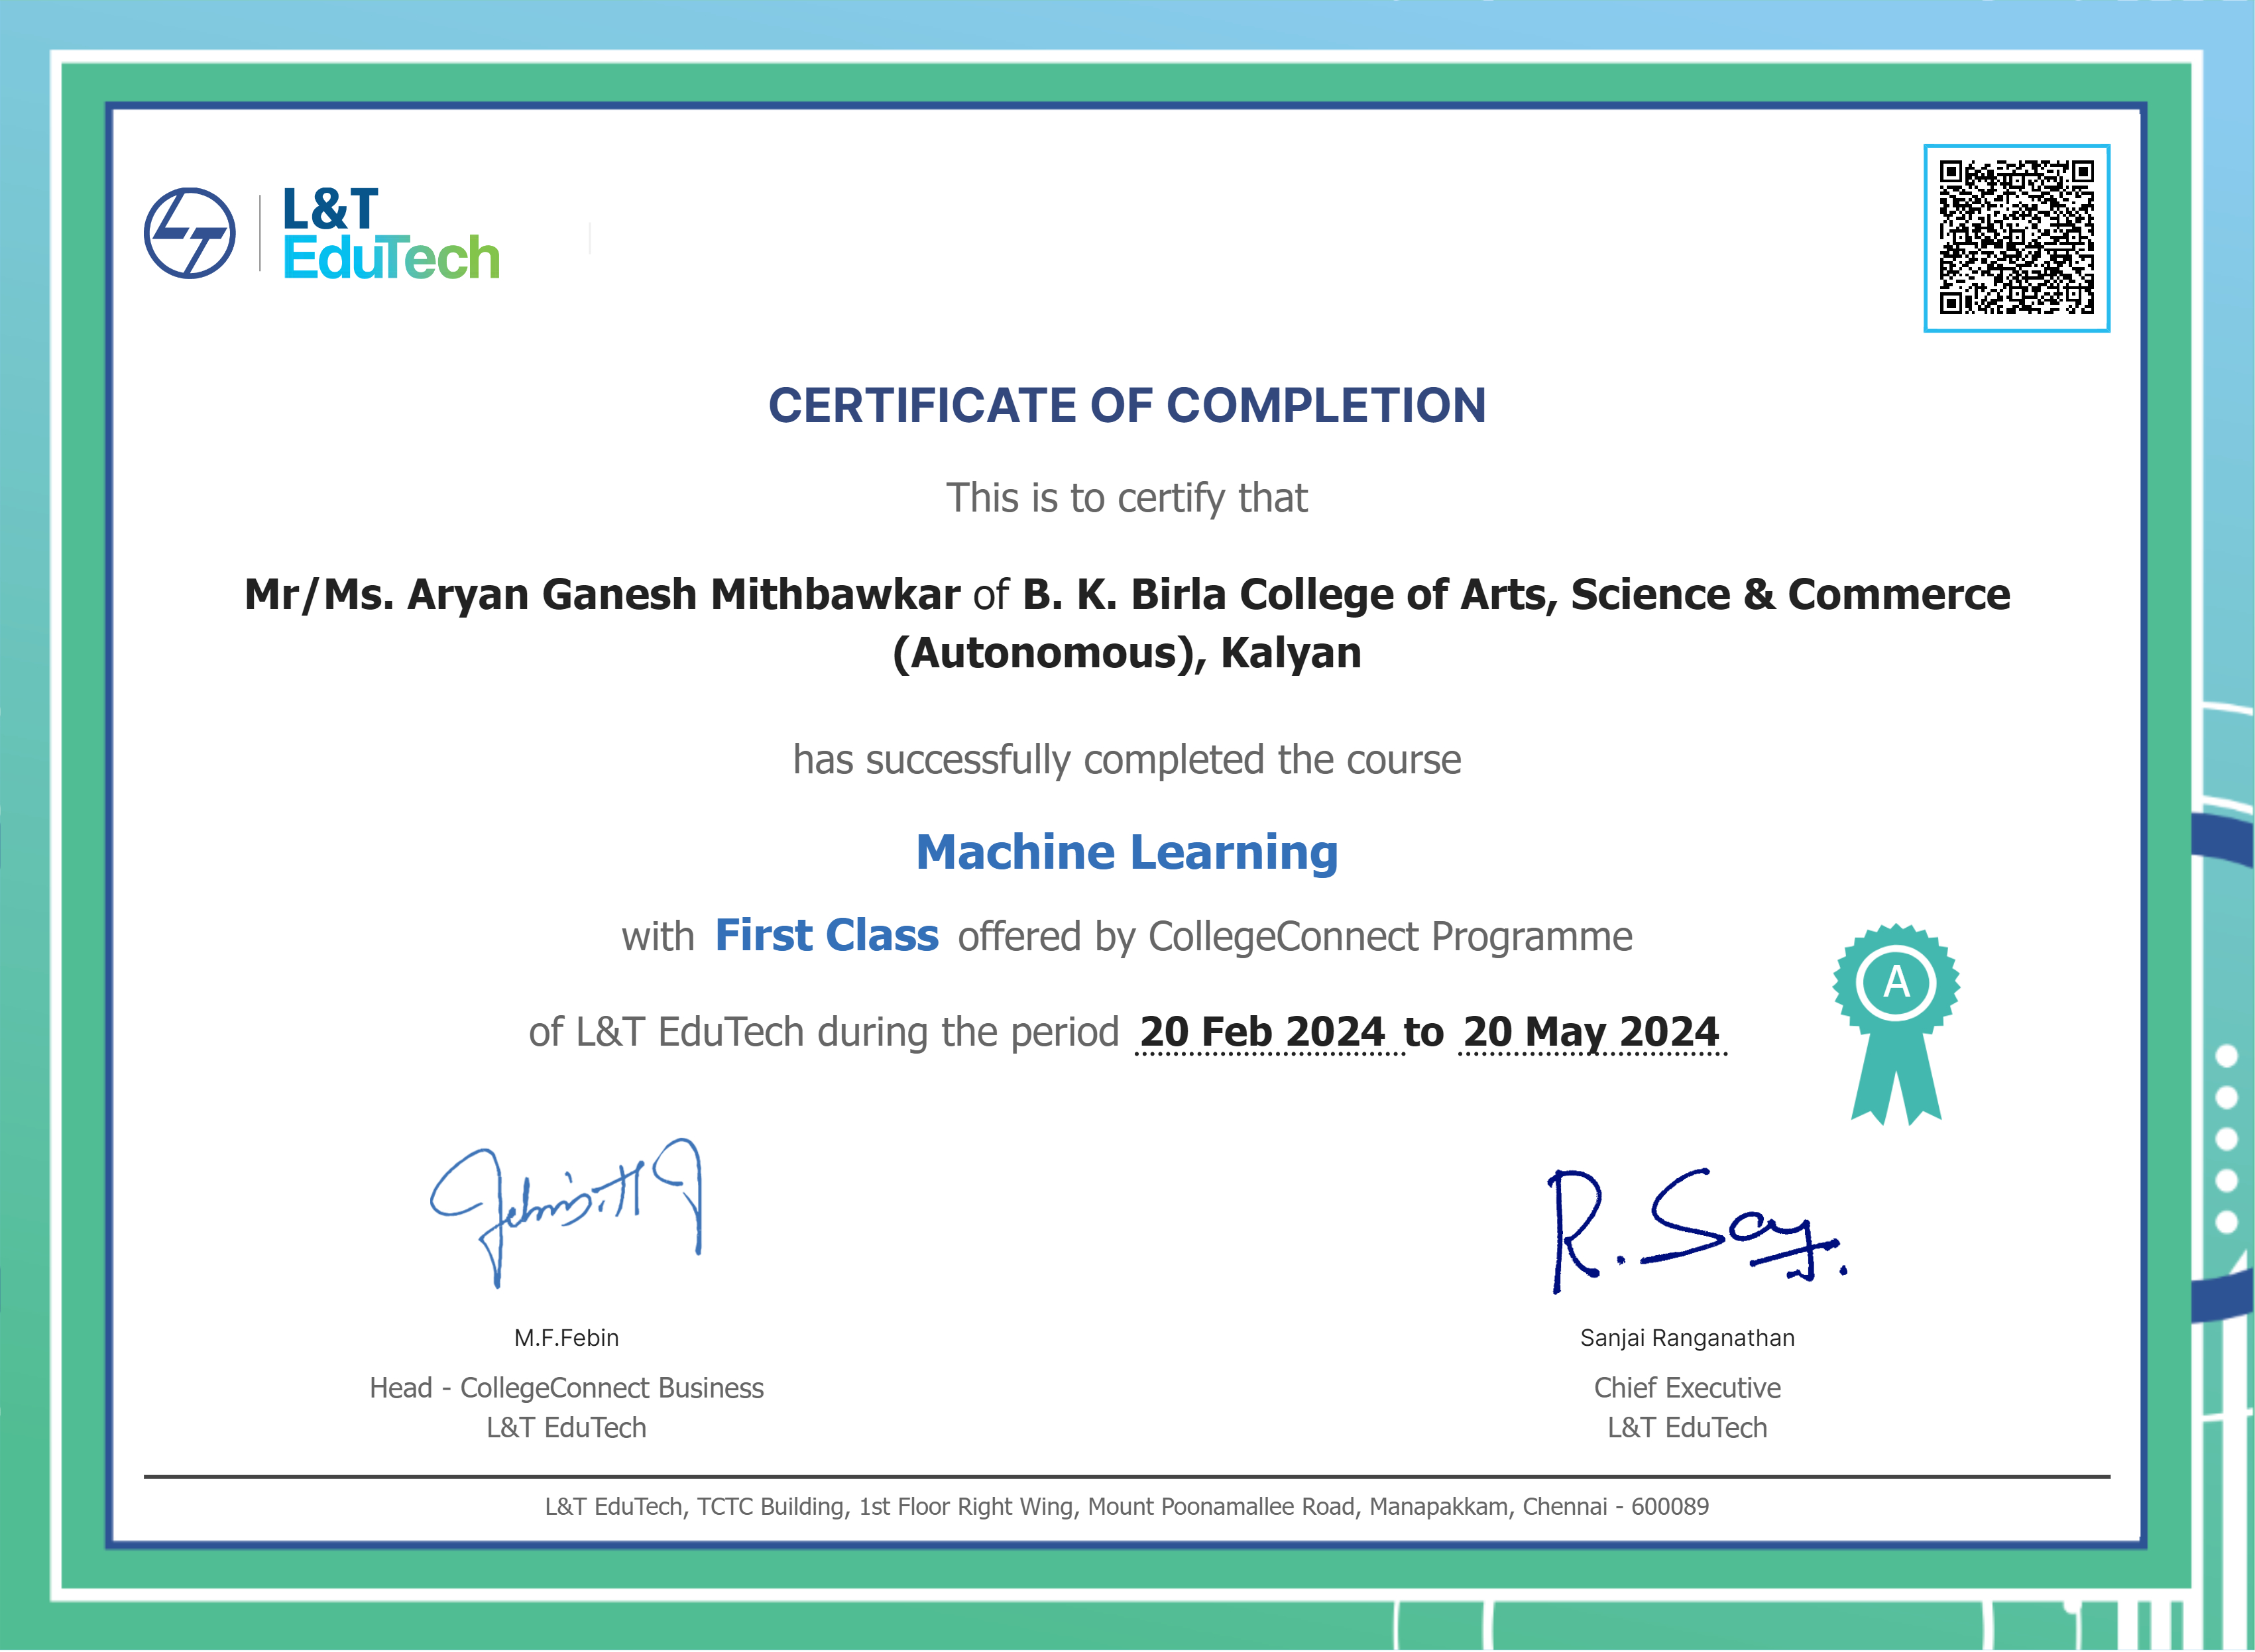 L&T
EduTech
CERTIFICATE OF COMPLETION
This is to certify that
Mr/Ms. Aryan Ganesh Mithbawkar of B. K. Birla College of Arts, Science & Commerce
(Autonomous), Kalyan
has successfully completed the course
Machine Learning
with First Class offered by CollegeConnect Programme
of L&T EduTech during the period 20 Feb 2024 to 20 May 2024
A
R. Say.
M.F.Febin
Sanjai Ranganathan
Head - CollegeConnect Business
Chief Executive
L&T EduTech
L&T EduTech
L&T EduTech, TCTC Building, 1st Floor Right Wing, Mount Poonamallee Road, Manapakkam, Chennai - 600089